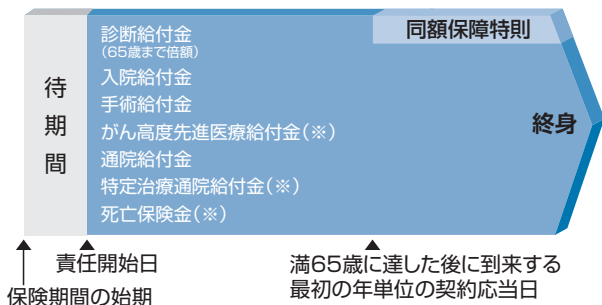 同額保障特則
待期間
診断給付金
(65歳まで倍額)
入院給付金
手術給付金
がん高度先進医療給付金(※)
通院給付金
特定治療通院給付金(※)
死亡保険金(※)
終身
責任開始日
保険期間の始期
満65歳に達した後に到来する
最初の年単位の契約応当日